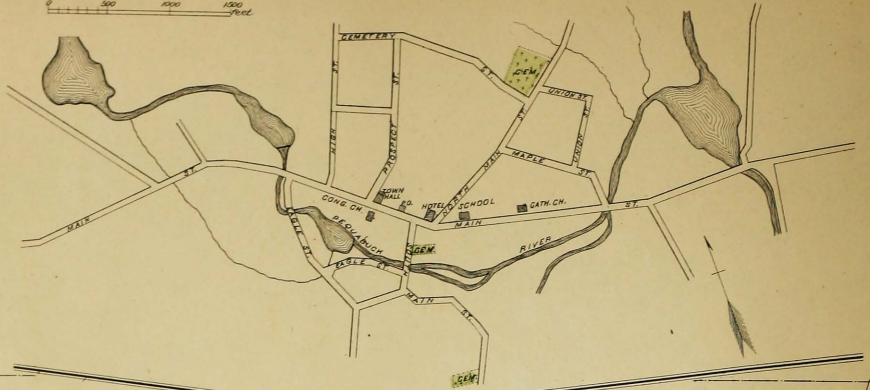 0 500 1000 1500
feet
CEMETERY
ST.
CEM.
ST.
ST.
UNION ST.
UNION
ST.
HIGH
PROSPECT
NORTH MAIN ST.
MAPLE ST.
MAIN ST.
TOWN
HALL
P.O.
HOTEL
SCHOOL
CATH. CH.
CONG. CH.
MAIN ST.
EAGLE ST.
PEQUABUCK RIVER
CEM.
EAGLE ST.
MAIN ST.
CEM.